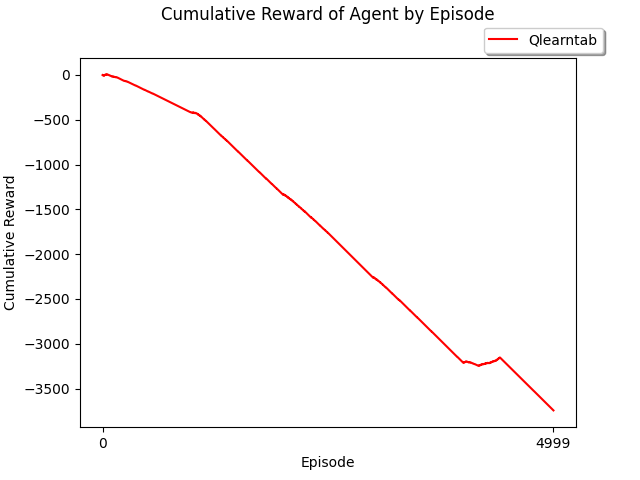 Cumulative Reward of Agent by Episode
Qlearntab
0
−500
−1000
−1500
−2000
−2500
−3000
−3500
Cumulative Reward
0 4999
Episode